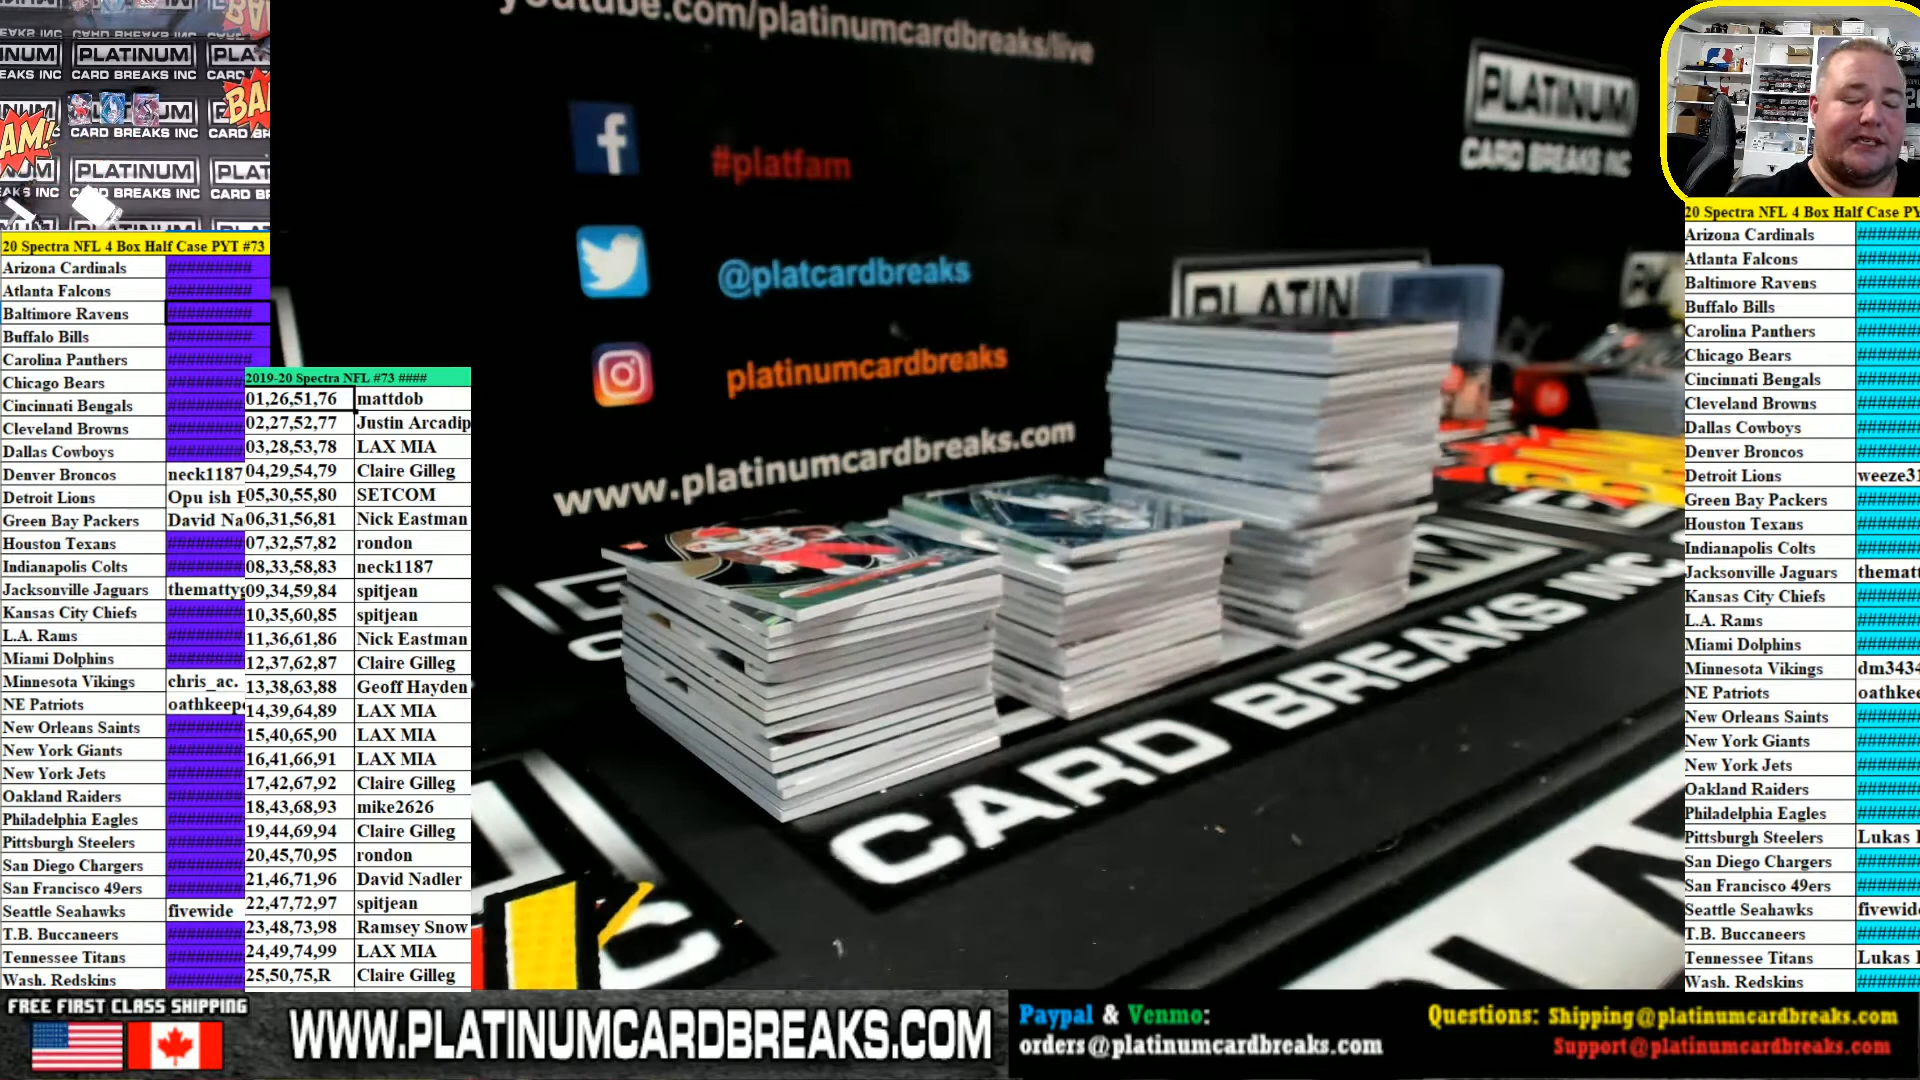 youtube.com/platinumcardbreaks/live
#platfam
@platcardbreaks
platinumcardbreaks
www.platinumcardbreaks.com
PLATINUM
CARD BREAKS INC
PLATIN
CARD BREAKS INC
PLATINUM
CARD BREAKS INC
BAM!
20 Spectra NFL 4 Box Half Case PYT #73
Arizona Cardinals ##########
Atlanta Falcons ##########
Baltimore Ravens ##########
Buffalo Bills ##########
Carolina Panthers ##########
Chicago Bears
Cincinnati Bengals
Cleveland Browns
Dallas Cowboys
Denver Broncos neck1187
Detroit Lions Opu ish
Green Bay Packers David Na
Houston Texans
Indianapolis Colts
Jacksonville Jaguars themattyg
Kansas City Chiefs
L.A. Rams
Miami Dolphins
Minnesota Vikings chris_ac.
NE Patriots oathkeep
New Orleans Saints
New York Giants
New York Jets
Oakland Raiders
Philadelphia Eagles
Pittsburgh Steelers
San Diego Chargers
San Francisco 49ers
Seattle Seahawks fivewide
T.B. Buccaneers
Tennessee Titans
Wash. Redskins
2019-20 Spectra NFL #73 ####
01,26,51,76 mattdob
02,27,52,77 Justin Arcadip
03,28,53,78 LAX MIA
04,29,54,79 Claire Gilleg
05,30,55,80 SETCOM
06,31,56,81 Nick Eastman
07,32,57,82 rondon
08,33,58,83 neck1187
09,34,59,84 spitjean
10,35,60,85 spitjean
11,36,61,86 Nick Eastman
12,37,62,87 Claire Gilleg
13,38,63,88 Geoff Hayden
14,39,64,89 LAX MIA
15,40,65,90 LAX MIA
16,41,66,91 LAX MIA
17,42,67,92 Claire Gilleg
18,43,68,93 mike2626
19,44,69,94 Claire Gilleg
20,45,70,95 rondon
21,46,71,96 David Nadler
22,47,72,97 spitjean
23,48,73,98 Ramsey Snow
24,49,74,99 LAX MIA
25,50,75,R Claire Gilleg
20 Spectra NFL 4 Box Half Case PY
Arizona Cardinals
Atlanta Falcons
Baltimore Ravens
Buffalo Bills
Carolina Panthers
Chicago Bears
Cincinnati Bengals
Cleveland Browns
Dallas Cowboys
Denver Broncos
Detroit Lions weeze31
Green Bay Packers
Houston Texans
Indianapolis Colts
Jacksonville Jaguars thematt
Kansas City Chiefs
L.A. Rams
Miami Dolphins
Minnesota Vikings dm3434
NE Patriots oathkee
New Orleans Saints
New York Giants
New York Jets
Oakland Raiders
Philadelphia Eagles
Pittsburgh Steelers Lukas
San Diego Chargers
San Francisco 49ers
Seattle Seahawks fivewid
T.B. Buccaneers
Tennessee Titans Lukas
Wash. Redskins
FREE FIRST CLASS SHIPPING
WWW.PLATINUMCARDBREAKS.COM
Paypal & Venmo:
orders@platinumcardbreaks.com
Questions: Shipping@platinumcardbreaks.com
Support@platinumcardbreaks.com